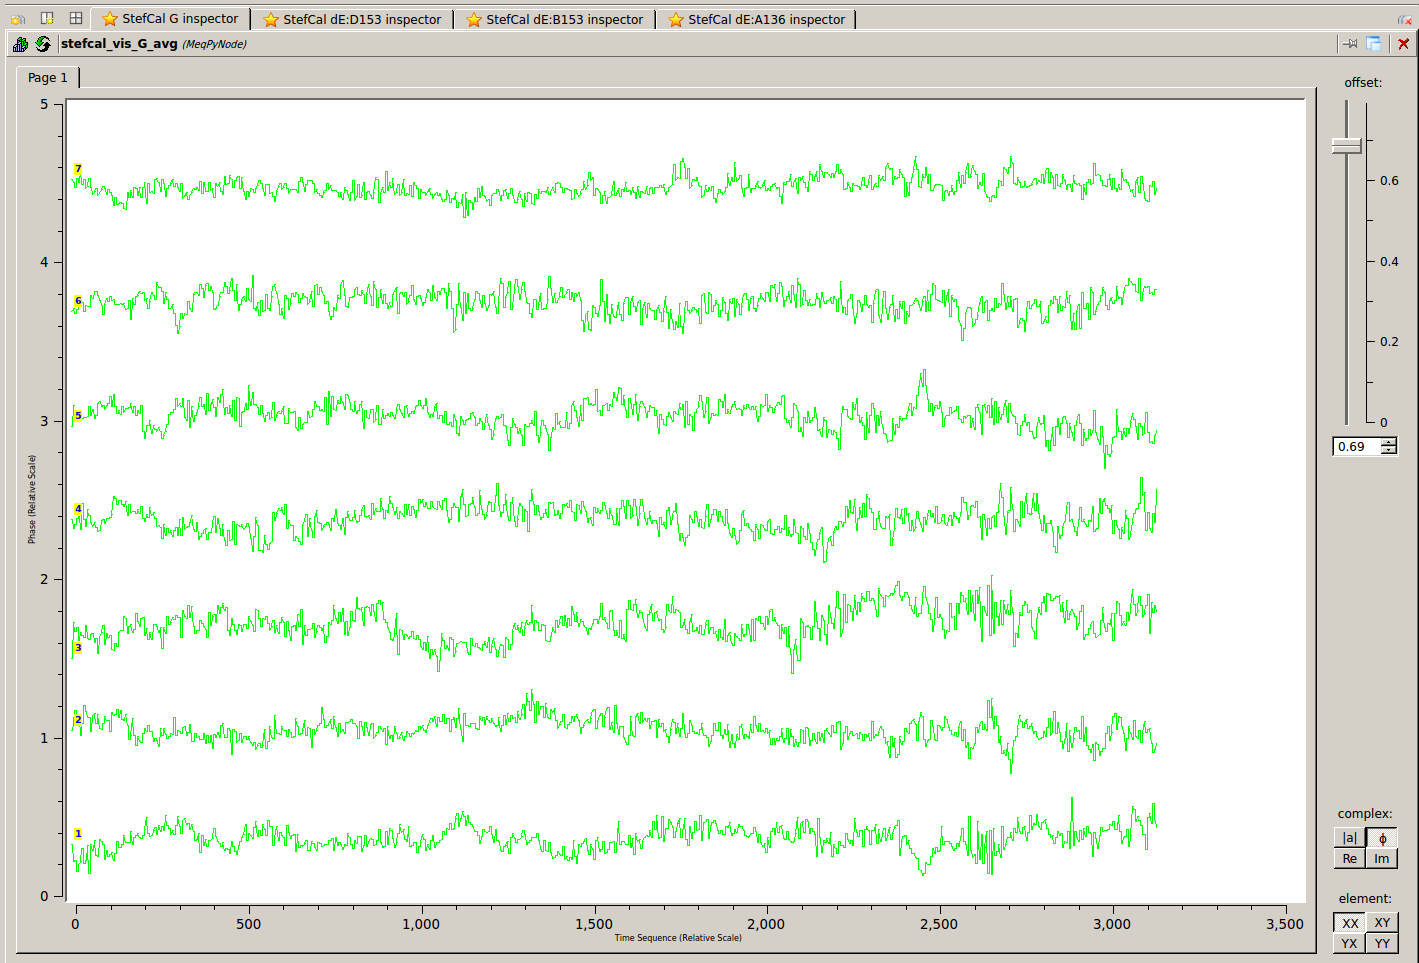 StefCal G inspector StefCal dE:D153 inspector StefCal dE:B153 inspector StefCal dE:A136 inspector
stefcal_vis_G_avg (MeqPyNode)
Page 1
offset:
5
4
3
2
1
0
Phase (Relative Scale)
7
6
5
4
3
2
1
0 500 1,000 1,500 2,000 2,500 3,000 3,500
Time Sequence (Relative Scale)
0.6
0.4
0.2
0
0.69
complex:
|a| ϕ
Re Im
element:
XX XY
YX YY